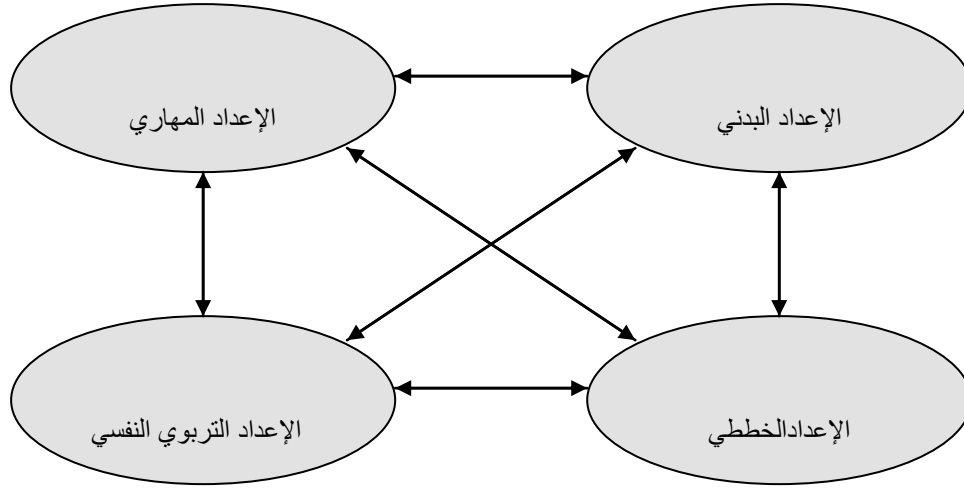 الإعداد البدني
الإعداد المهاري
الإعدادالخططي
الإعداد التربوي النفسي